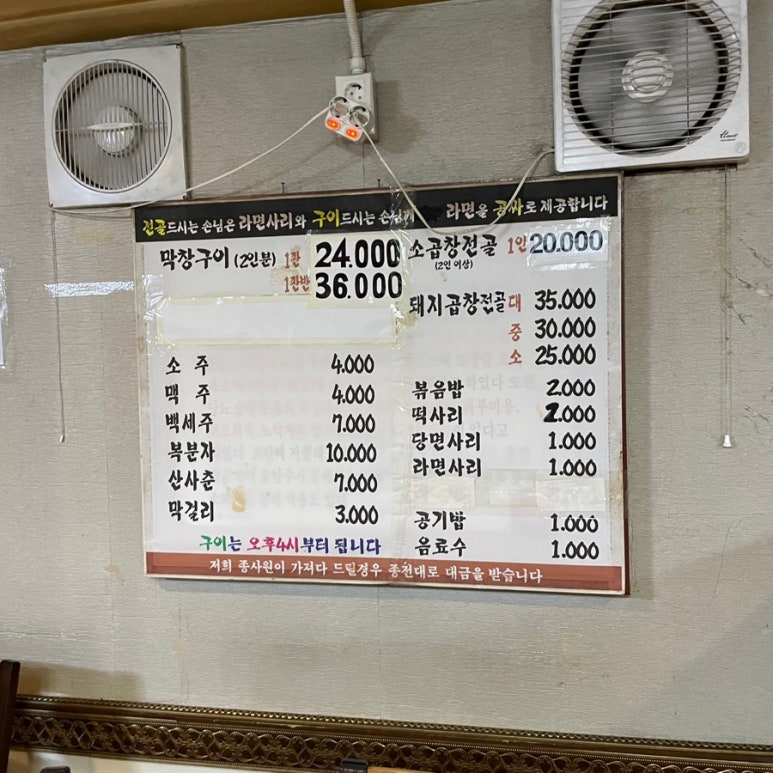 전골드시는 손님은 라면사리와 구이드시는 손님 라면을 공짜로 제공합니다
막창구이 (2인분) 1판 24.000
1판반 36.000
소 주 4.000
맥 주 4.000
백세주 7.000
복분자 10.000
산사춘 7.000
막걸리 3.000
구이는 오후4시부터 됩니다
소곱창전골 1인 20.000
(2인 이상)
돼지곱창전골 대 35.000
중 30.000
소 25.000
볶음밥 2.000
떡사리 2.000
당면사리 1.000
라면사리 1.000
공기밥 1.000
음료수 1.000
저희 종사원이 가져다 드릴경우 종전대로 대금을 받습니다